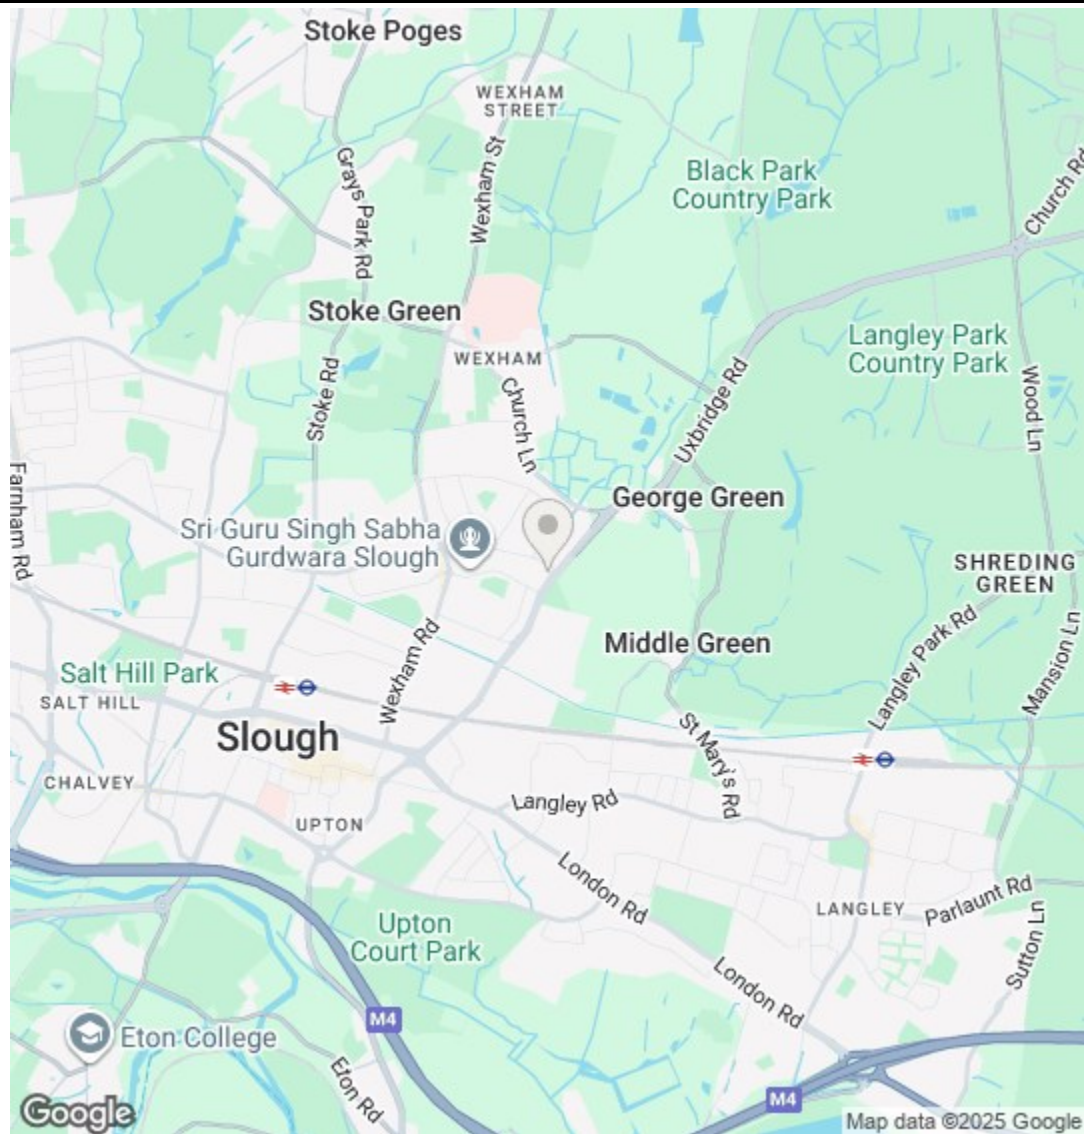 Stoke Poges
WEXHAM
STREET
Grays Park Rd
Wexham St
Black Park
Country Park
Church Rd
Stoke Green
WEXHAM
Langley Park
Country Park
Stoke Rd
Church Ln
Uxbridge Rd
Wood Ln
Farnham Rd
George Green
Sri Guru Singh Sabha
Gurdwara Slough
SHREDING
GREEN
Wexham Rd
Middle Green
Langley Park Rd
Mansion Ln
Salt Hill Park
SALT HILL
Slough
St Mary's Rd
CHALVEY
Langley Rd
UPTON
London Rd
LANGLEY
Parlaunt Rd
Upton
Court Park
Sutton Ln
London Rd
M4
Eton College
Eton Rd
M4
Google
Map data ©2025 Google